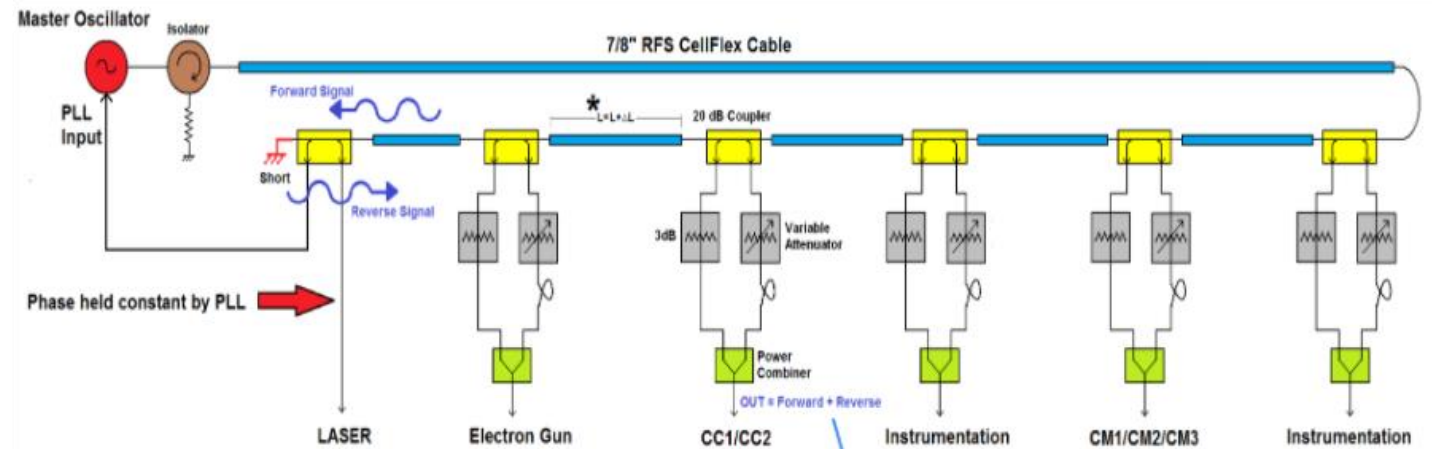 Master Oscillator
Isolator
7/8" RFS CellFlex Cable
Forward Signal
PLL
Input
*
L=L+△L
20 dB Coupler
Short
Reverse Signal
3dB
Variable
Attenuator
Phase held constant by PLL
Power
Combiner
OUT = Forward + Reverse
LASER
Electron Gun
CC1/CC2
Instrumentation
CM1/CM2/CM3
Instrumentation